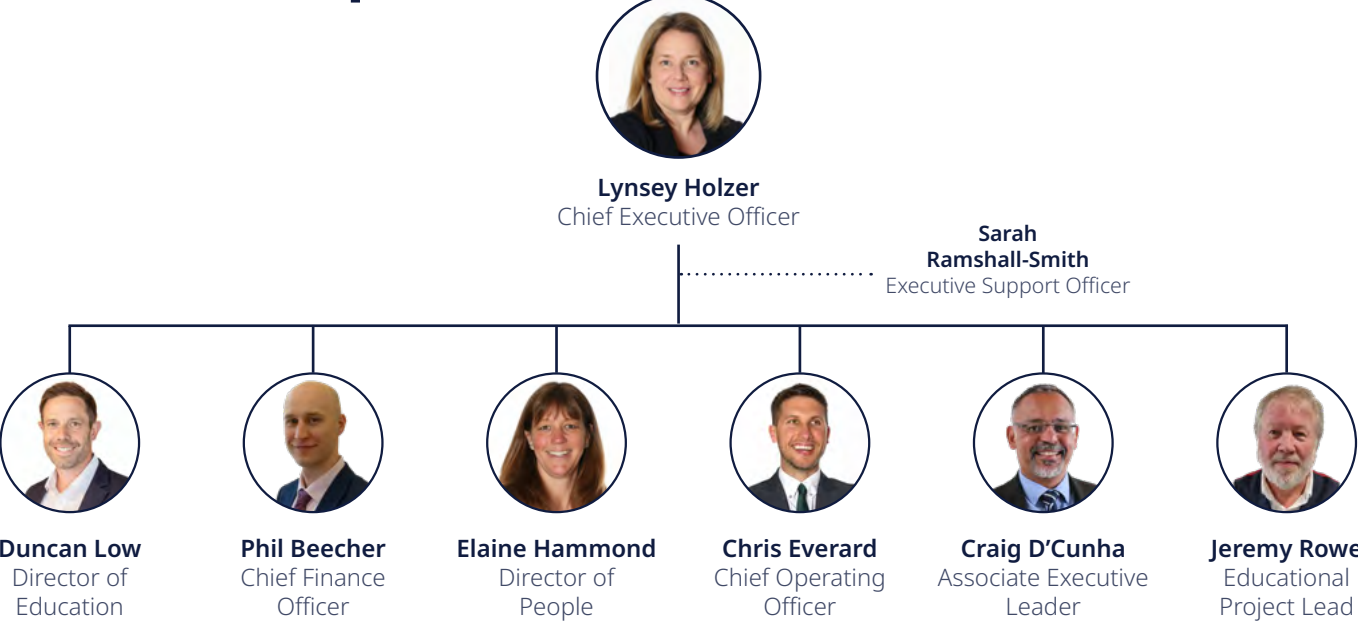 Lynsey Holzer
Chief Executive Officer
Sarah
Ramshall-Smith
Executive Support Officer
Duncan Low
Director of
Education
Phil Beecher
Chief Finance
Officer
Elaine Hammond
Director of
People
Chris Everard
Chief Operating
Officer
Craig D’Cunha
Associate Executive
Leader
Jeremy Rowe
Educational
Project Lead